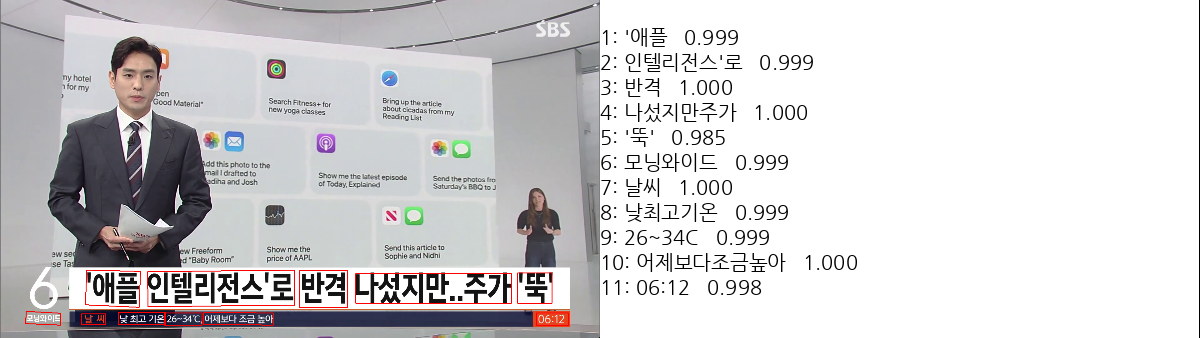 SBS
my hotel
n for my
open
Good Material"
Search Fitness+ for
new yoga classes
Bring up the article
about cicadas from my
Reading List
Add this photo to the
mail I drafted to
adiha and Josh
Show me the latest episode
of Today, Explained
Send the photos fro
Saturday's BBQ to
new Freeform
"Baby Room"
Show me the
price of AAPL
Send this article to
Sophie and Nidhi
6
모닝와이드
'애플 인텔리전스'로 반격 나섰지만..주가 '뚝'
날 씨 낮 최고 기온 26~34℃, 어제보다 조금 높아 06:12
1: '애플 0.999
2: 인텔리전스'로 0.999
3: 반격 1.000
4: 나섰지만주가 1.000
5: '뚝' 0.985
6: 모닝와이드 0.999
7: 날씨 1.000
8: 낮최고기온 0.999
9: 26~34C 0.999
10: 어제보다조금높아 1.000
11: 06:12 0.998